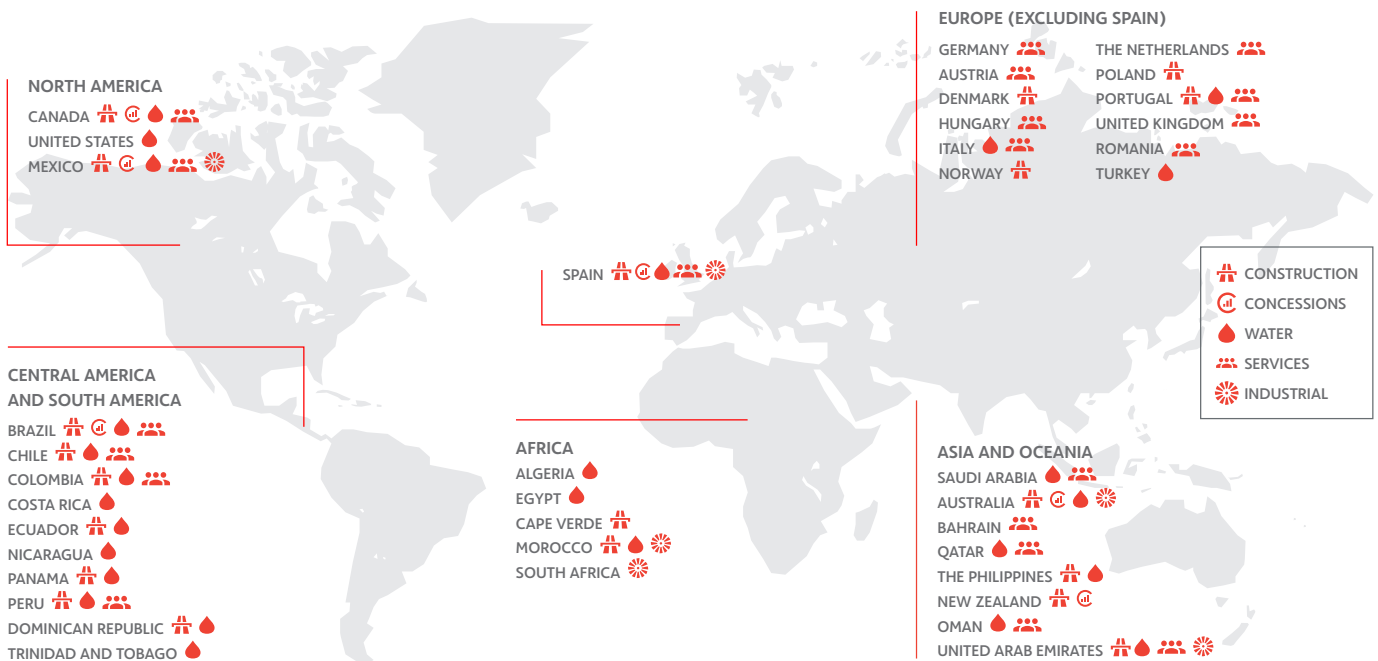 NORTH AMERICA
CANADA
UNITED STATES
MEXICO
CENTRAL AMERICA
AND SOUTH AMERICA
BRAZIL
CHILE
COLOMBIA
COSTA RICA
ECUADOR
NICARAGUA
PANAMA
PERU
DOMINICAN REPUBLIC
TRINIDAD AND TOBAGO
SPAIN
AFRICA
ALGERIA
EGYPT
CAPE VERDE
MOROCCO
SOUTH AFRICA
EUROPE (EXCLUDING SPAIN)
GERMANY
AUSTRIA
DENMARK
HUNGARY
ITALY
NORWAY
THE NETHERLANDS
POLAND
PORTUGAL
UNITED KINGDOM
ROMANIA
TURKEY
CONSTRUCTION
CONCESSIONS
WATER
SERVICES
INDUSTRIAL
ASIA AND OCEANIA
SAUDI ARABIA
AUSTRALIA
BAHRAIN
QATAR
THE PHILIPPINES
NEW ZEALAND
OMAN
UNITED ARAB EMIRATES